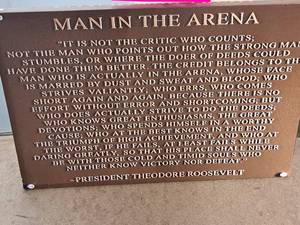 MAN IN THE ARENA
"IT IS NOT THE CRITIC WHO COUNTS;
NOT THE MAN WHO POINTS OUT HOW THE STRONG MAN
STUMBLES, OR WHERE THE DOER OF DEEDS COULD
HAVE DONE THEM BETTER. THE CREDIT BELONGS TO THE
MAN WHO IS ACTUALLY IN THE ARENA, WHOSE FACE
IS MARRED BY DUST AND SWEAT AND BLOOD; WHO
STRIVES VALIANTLY; WHO ERRS, WHO COMES
SHORT AGAIN AND AGAIN, BECAUSE THERE IS NO
EFFORT WITHOUT ERROR AND SHORTCOMING; BUT
WHO DOES ACTUALLY STRIVE TO DO THE DEEDS;
WHO KNOWS GREAT ENTHUSIASMS, THE GREAT
DEVOTIONS; WHO SPENDS HIMSELF IN A WORTHY
CAUSE; WHO AT THE BEST KNOWS IN THE END
THE TRIUMPH OF HIGH ACHIEVEMENT, AND WHO AT
THE WORST, IF HE FAILS, AT LEAST FAILS WHILE
DARING GREATLY, SO THAT HIS PLACE SHALL NEVER
BE WITH THOSE COLD AND TIMID SOULS WHO
NEITHER KNOW VICTORY NOR DEFEAT."
-PRESIDENT THEODORE ROOSEVELT